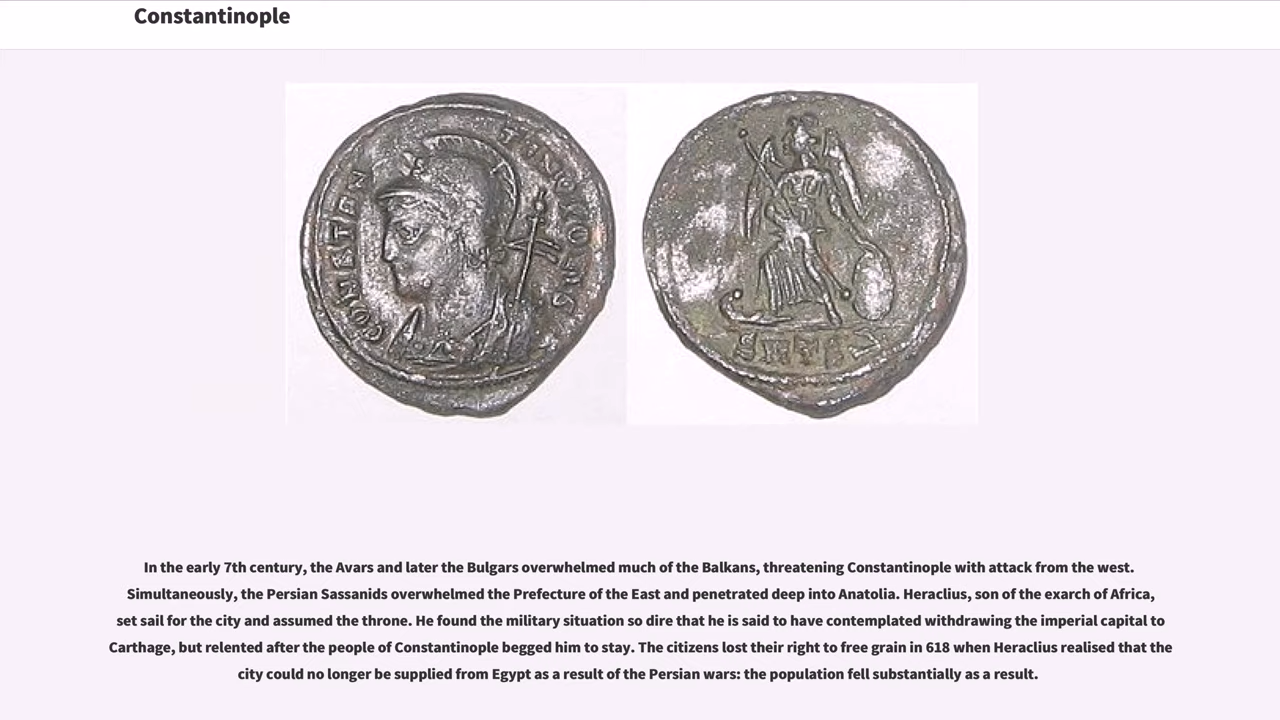 Constantinople
CONSTAN TINOPOLIS
SMTS
In the early 7th century, the Avars and later the Bulgars overwhelmed much of the Balkans, threatening Constantinople with attack from the west.
Simultaneously, the Persian Sassanids overwhelmed the Prefecture of the East and penetrated deep into Anatolia. Heraclius, son of the exarch of Africa,
set sail for the city and assumed the throne. He found the military situation so dire that he is said to have contemplated withdrawing the imperial capital to
Carthage, but relented after the people of Constantinople begged him to stay. The citizens lost their right to free grain in 618 when Heraclius realised that the
city could no longer be supplied from Egypt as a result of the Persian wars: the population fell substantially as a result.